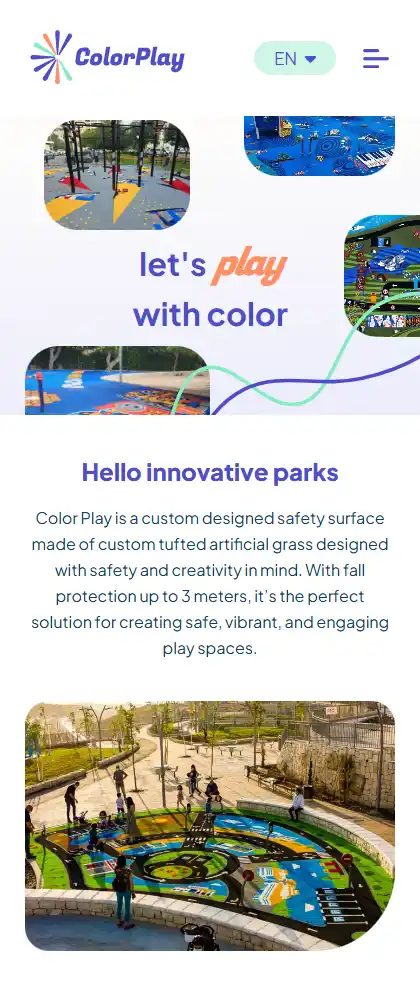 ColorPlay
EN
let's play
with color
Hello innovative parks
Color Play is a custom designed safety surface
made of custom tufted artificial grass designed
with safety and creativity in mind. With fall
protection up to 3 meters, it's the perfect
solution for creating safe, vibrant, and engaging
play spaces.